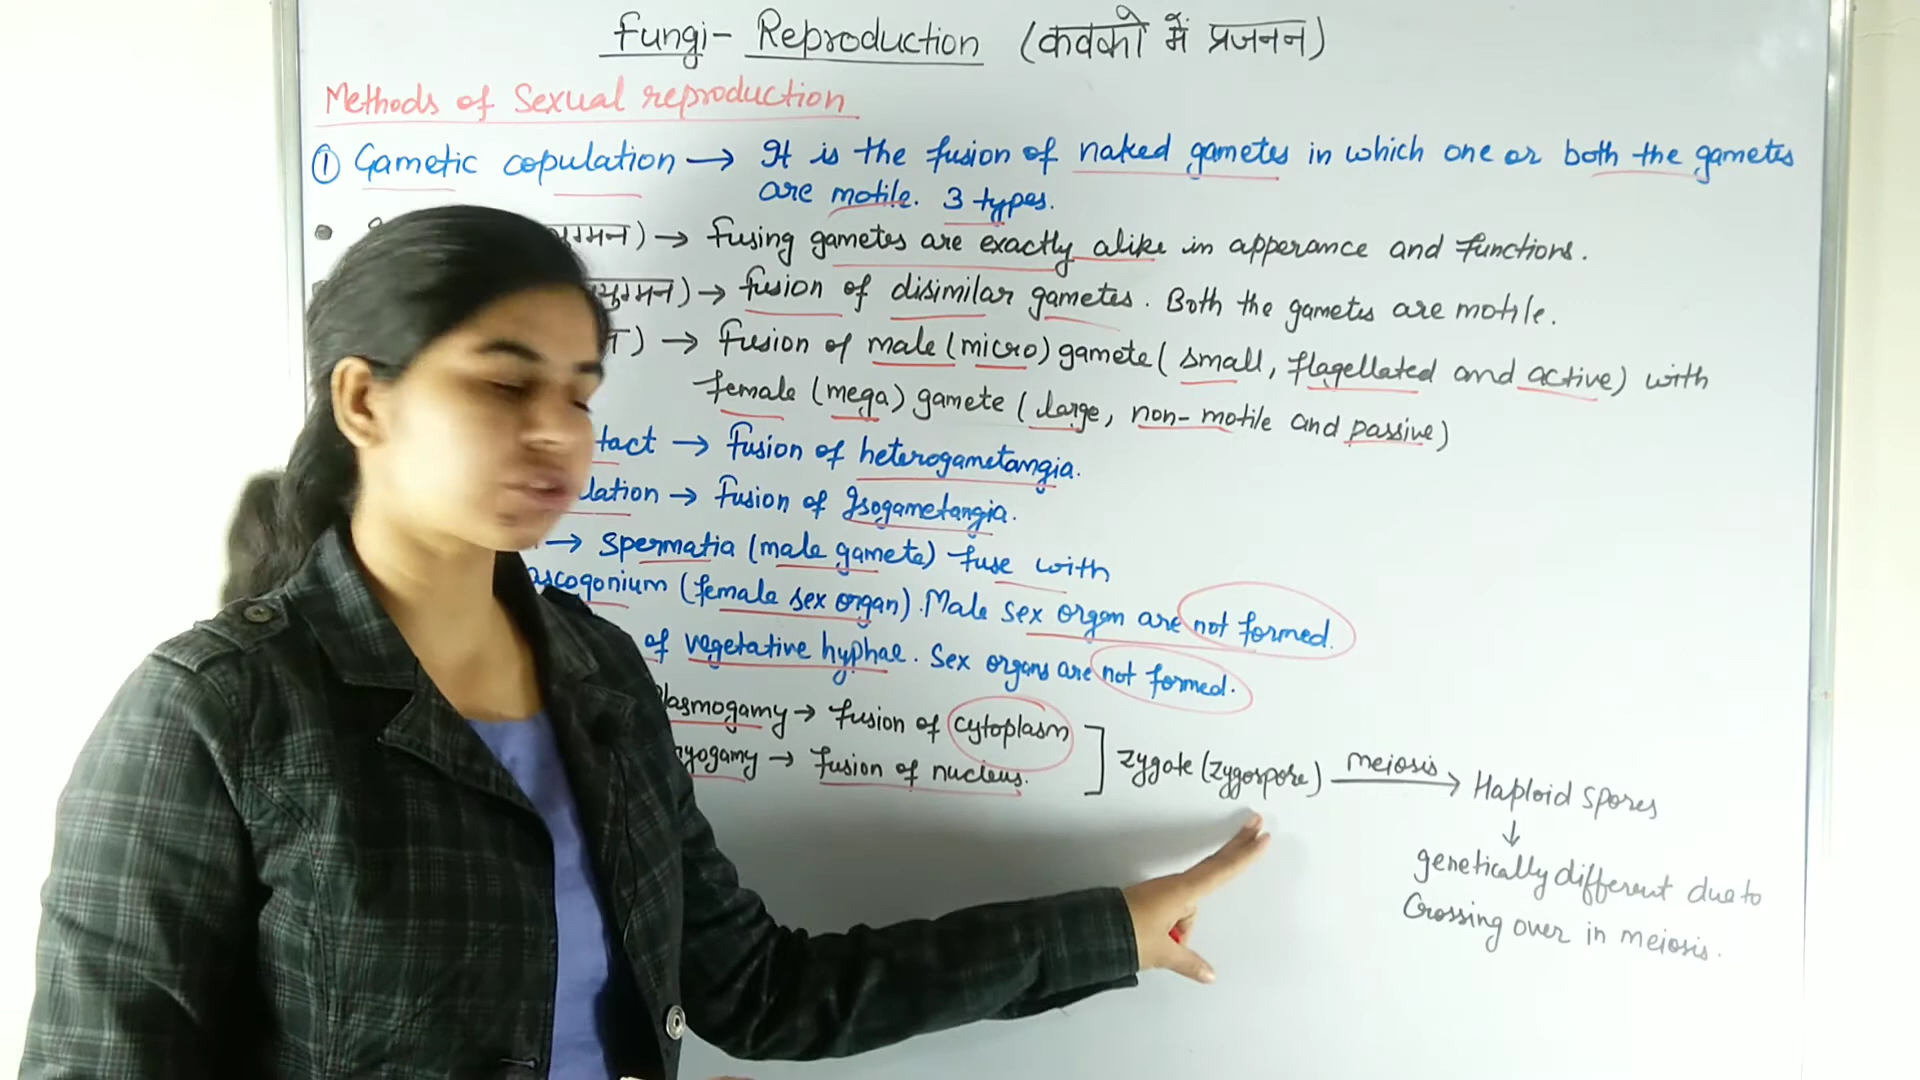 Fungi- Reproduction (कवकों में प्रजनन)
Methods of Sexual reproduction
① Gametic copulation → It is the fusion of naked gametes in which one or both the gametes
are motile. 3 types.
• → fusing gametes are exactly alike in apperance and functions.
→ fusion of disimilar gametes. Both the gametes are motile.
→ Fusion of male (micro) gamete (small, flagellated and active) with
female (mega) gamete (large, non-motile and passive)
tact → Fusion of heterogametangia.
lation → Fusion of Isogametangia.
→ Spermatia (male gamete) fuse with
ascogonium (female sex organ). Male sex organ are not formed.
of vegetative hyphae. Sex organs are not formed.
lasmogamy → Fusion of cytoplasm
yogamy → fusion of nucleus.
] Zygote (Zygospore) meiosis → Haploid spores
↓
genetically different due to
Crossing over in meiosis.